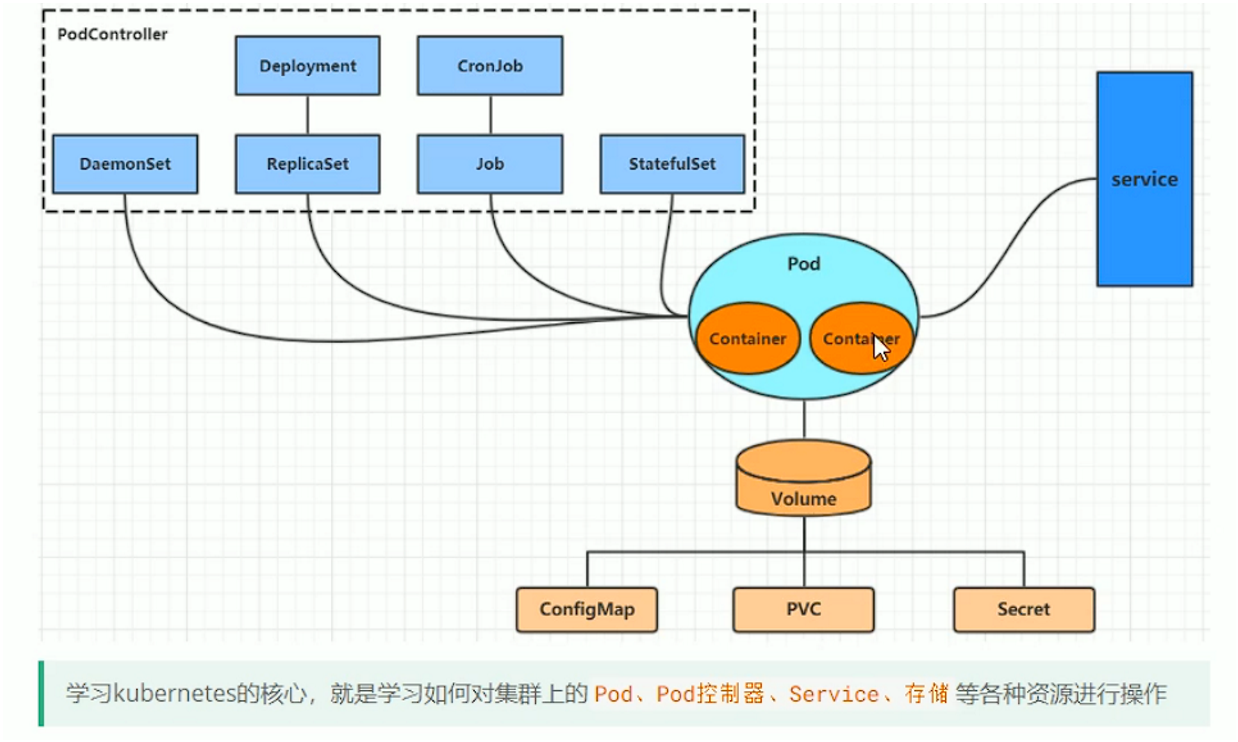 PodController
Deployment
CronJob
DaemonSet
ReplicaSet
Job
StatefulSet
service
Pod
Container
Container
Volume
ConfigMap
PVC
Secret
学习kubernetes的核心，就是学习如何对集群上的 Pod、Pod控制器、Service、存储 等各种资源进行操作